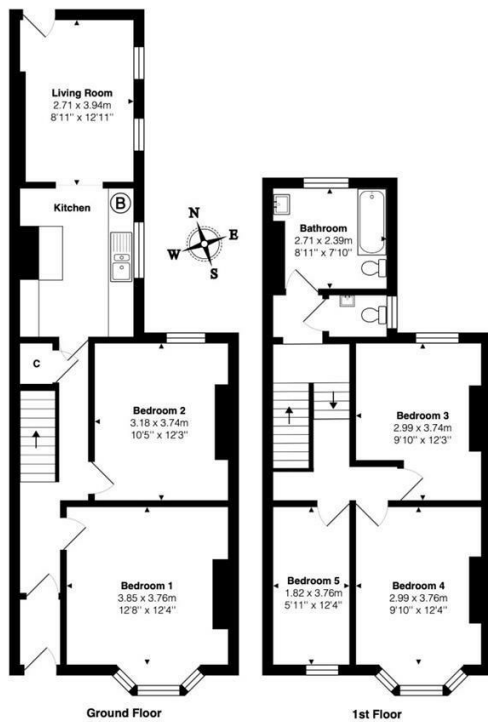 Living Room
2.71 x 3.94m
8'11'' x 12'11''
Kitchen
B
N
W E
S
C
Bedroom 2
3.18 x 3.74m
10'5'' x 12'3''
Bedroom 1
3.85 x 3.76m
12'8'' x 12'4''
Ground Floor
Bathroom
2.71 x 2.39m
8'11'' x 7'10''
Bedroom 3
2.99 x 3.74m
9'10'' x 12'3''
Bedroom 5
1.82 x 3.76m
5'11'' x 12'4''
Bedroom 4
2.99 x 3.76m
9'10'' x 12'4''
1st Floor